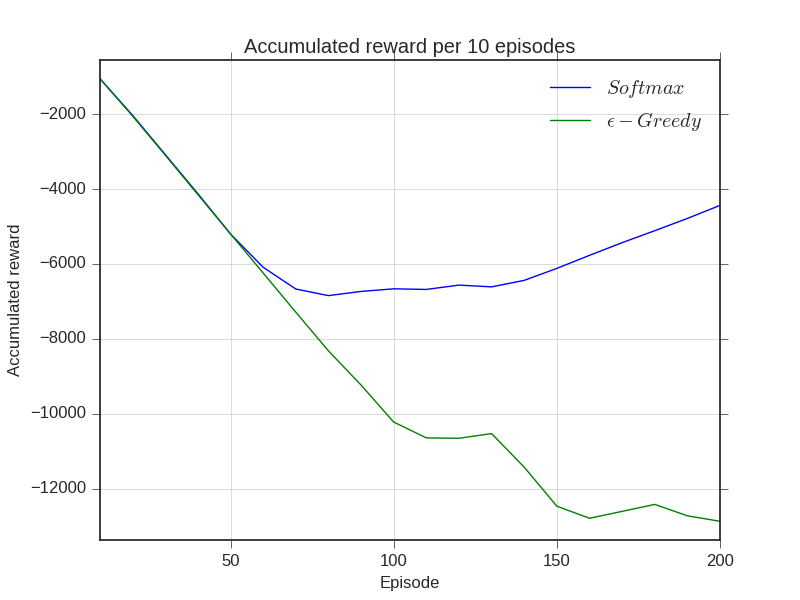 Accumulated reward per 10 episodes
Softmax
ϵ − Greedy
−2000
−4000
−6000
−8000
−10000
−12000
Accumulated reward
50
100
150
200
Episode